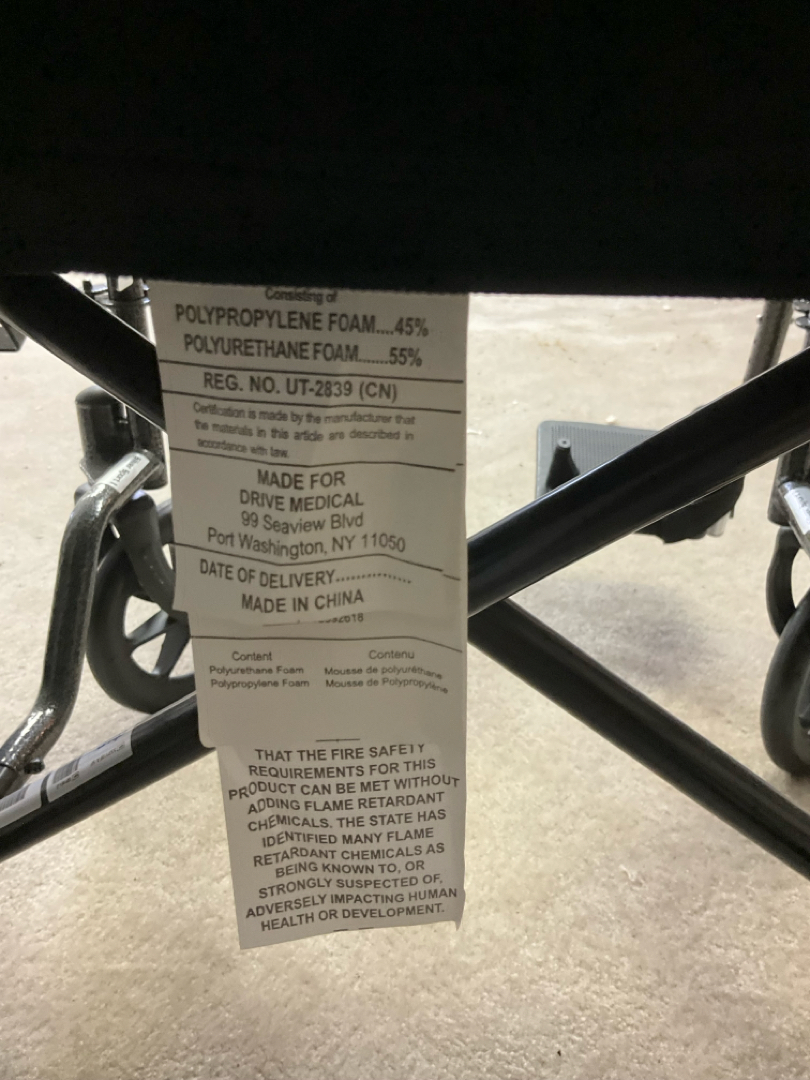 Consisting of
POLYPROPYLENE FOAM....45%
POLYURETHANE FOAM.......55%
REG. NO. UT-2839 (CN)
Certification is made by the manufacturer that
the materials in this article are described in
accordance with law.
MADE FOR
DRIVE MEDICAL
99 Seaview Blvd
Port Washington, NY 11050
DATE OF DELIVERY..............
MADE IN CHINA
Content Contenu
Polyurethane Foam Mousse de polyuréthane
Polypropylene Foam Mousse de Polypropylène
THAT THE FIRE SAFETY
REQUIREMENTS FOR THIS
PRODUCT CAN BE MET WITHOUT
ADDING FLAME RETARDANT
CHEMICALS. THE STATE HAS
IDENTIFIED MANY FLAME
RETARDANT CHEMICALS AS
BEING KNOWN TO, OR
STRONGLY SUSPECTED OF,
ADVERSELY IMPACTING HUMAN
HEALTH OR DEVELOPMENT.